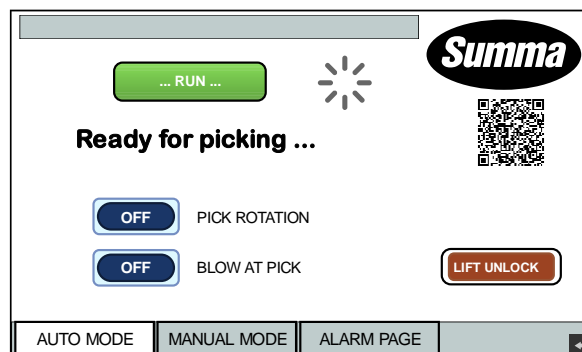 Summa
... RUN ...
Ready for picking ...
OFF PICK ROTATION
OFF BLOW AT PICK
LIFT UNLOCK
AUTO MODE MANUAL MODE ALARM PAGE